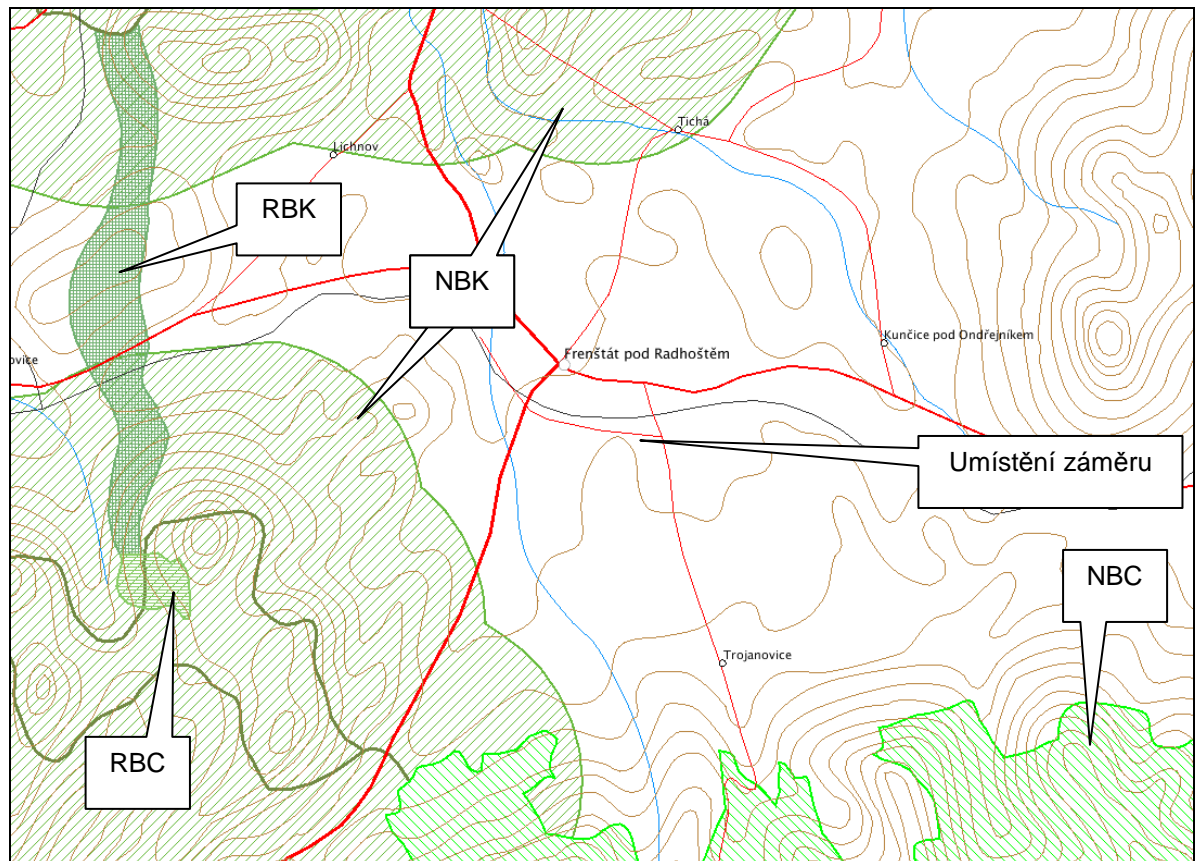 Tichá
Lichnov
RBK
NBK
Kunčice pod Ondřejníkem
Frenštát pod Radhoštěm
ovice
Umístění záměru
NBC
Trojanovice
RBC